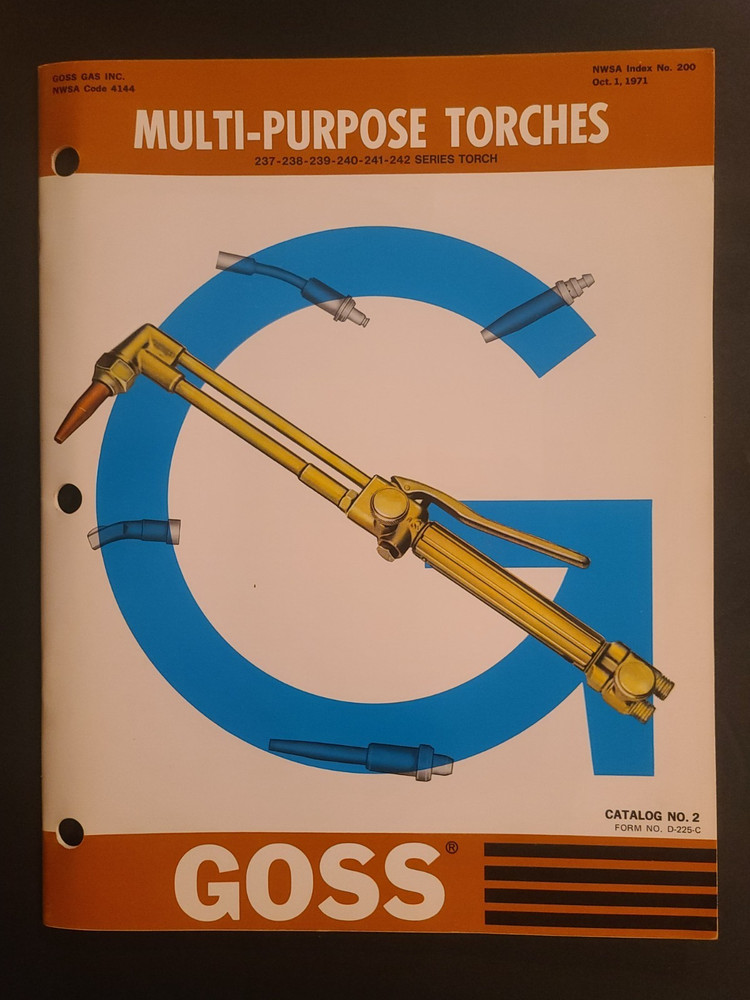 GOSS GAS INC.
NWSA Code 4144
NWSA Index No. 200
Oct. 1, 1971
MULTI-PURPOSE TORCHES
237-238-239-240-241-242 SERIES TORCH
G
CATALOG NO. 2
FORM NO. D-225-C
GOSS®